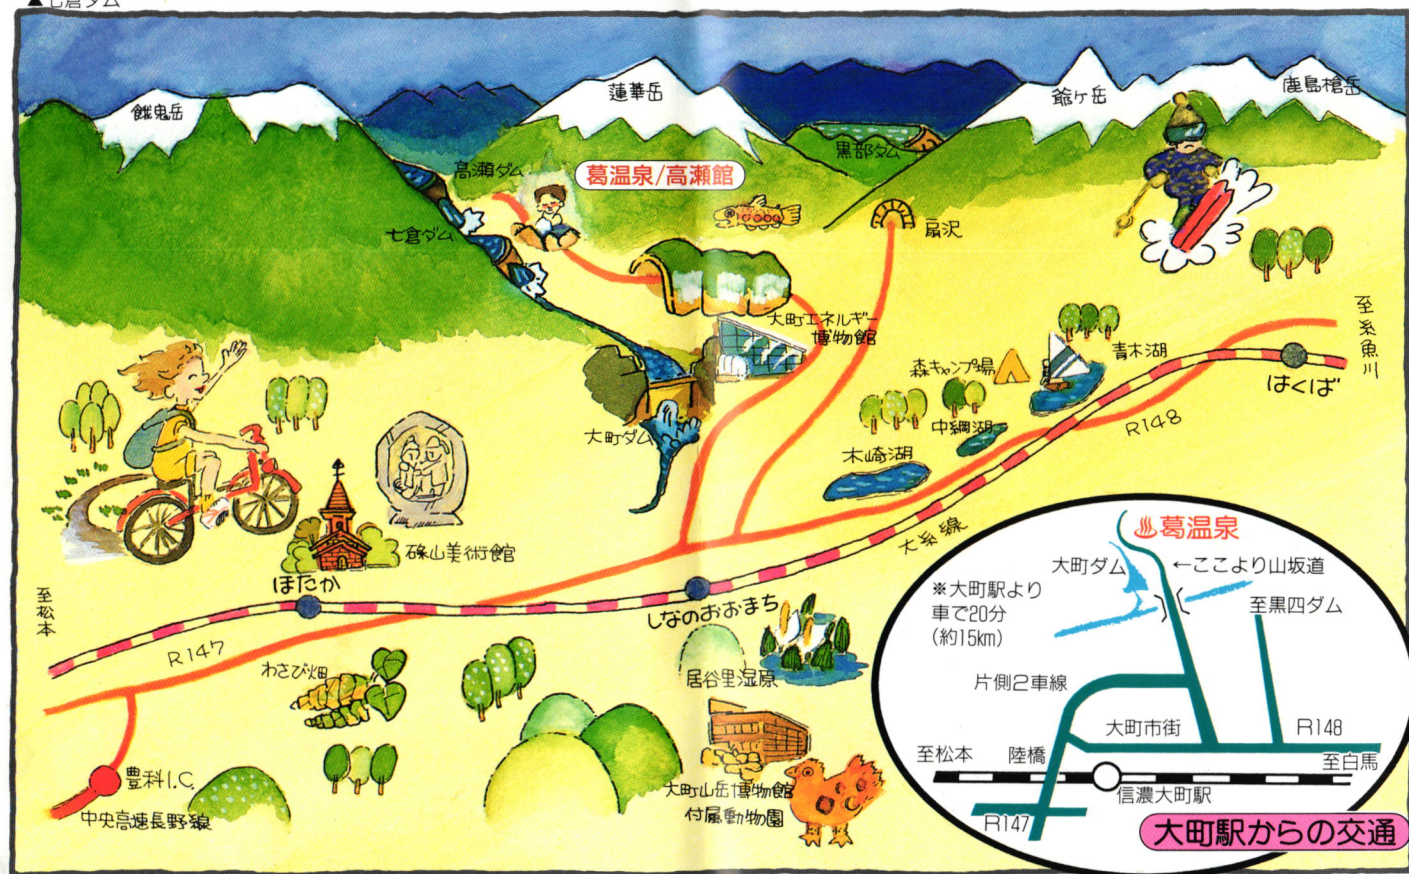 ▲七倉ダム
餓鬼岳
蓮華岳
爺ヶ岳
鹿島槍岳
黒部ダム
高瀬ダム
葛温泉/高瀬館
七倉ダム
扇沢
大町エネルギー
博物館
至糸魚川
青木湖
森キャンプ場
はくば
中綱湖
R148
大町ダム
木崎湖
大糸線
碌山美術館
ほたか
至松本
しなのおおまち
R147
わさび畑
居谷里湿原
豊科I.C.
中央高速長野線
大町山岳博物館
付属動物園
♨葛温泉
大町ダム
←ここより山坂道
※大町駅より
車で20分
(約15km)
至黒四ダム
片側2車線
大町市街
R148
至松本
陸橋
至白馬
信濃大町駅
R147
大町駅からの交通